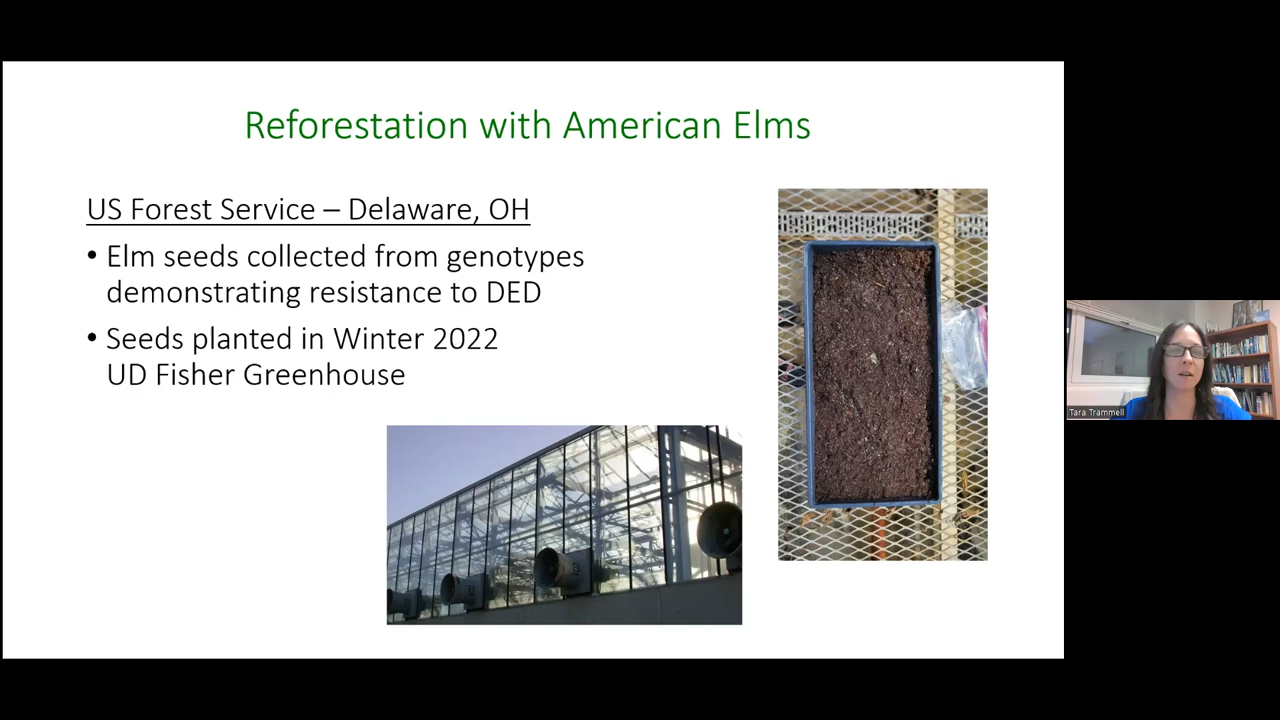 Reforestation with American Elms
US Forest Service – Delaware, OH
• Elm seeds collected from genotypes
demonstrating resistance to DED
• Seeds planted in Winter 2022
UD Fisher Greenhouse
Tara Trammell